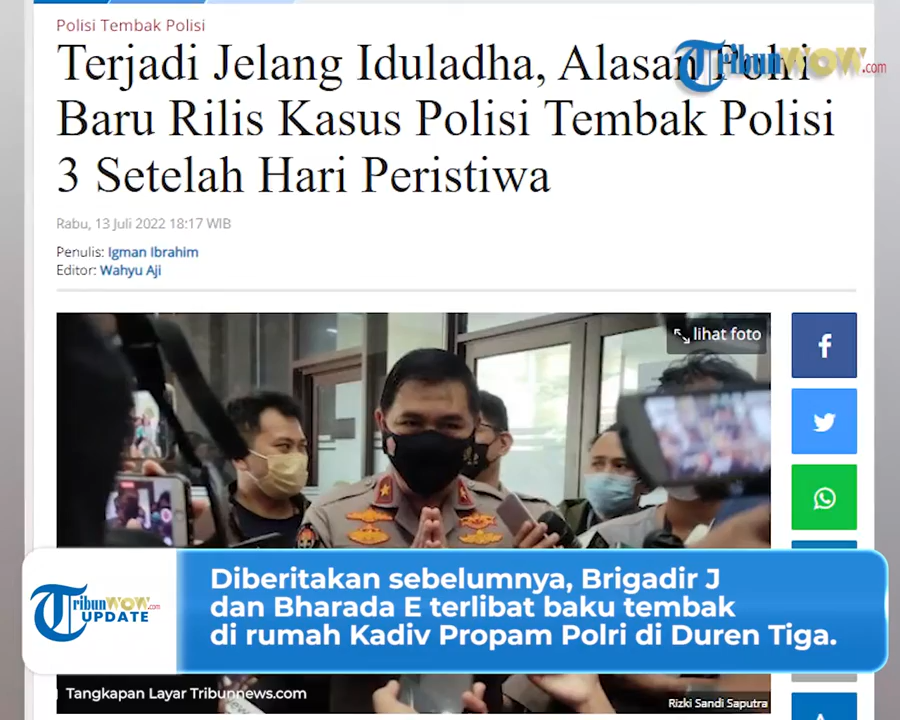 Polisi Tembak Polisi
Terjadi Jelang Iduladha, Alasan Polri
TribunWOW.com
Baru Rilis Kasus Polisi Tembak Polisi
3 Setelah Hari Peristiwa
Rabu, 13 Juli 2022 18:17 WIB
Penulis: Igman Ibrahim
Editor: Wahyu Aji
lihat foto
Diberitakan sebelumnya, Brigadir J
dan Bharada E terlibat baku tembak
di rumah Kadiv Propam Polri di Duren Tiga.
TribunWOW.com
UPDATE
Tangkapan Layar Tribunnews.com
Rizki Sandi Saputra